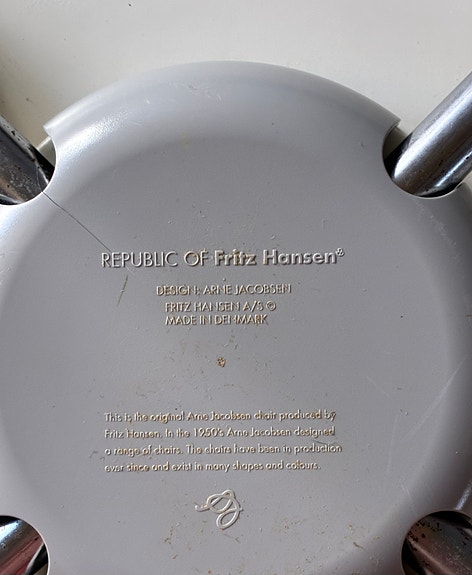 REPUBLIC OF Fritz Hansen®
DESIGN: ARNE JACOBSEN
FRITZ HANSEN A/S ©
MADE IN DENMARK
This is the original Arne Jacobsen chair produced by
Fritz Hansen. In the 1950's Arne Jacobsen designed
a range of chairs. The chairs have been in production
ever since and exist in many shapes and colours.